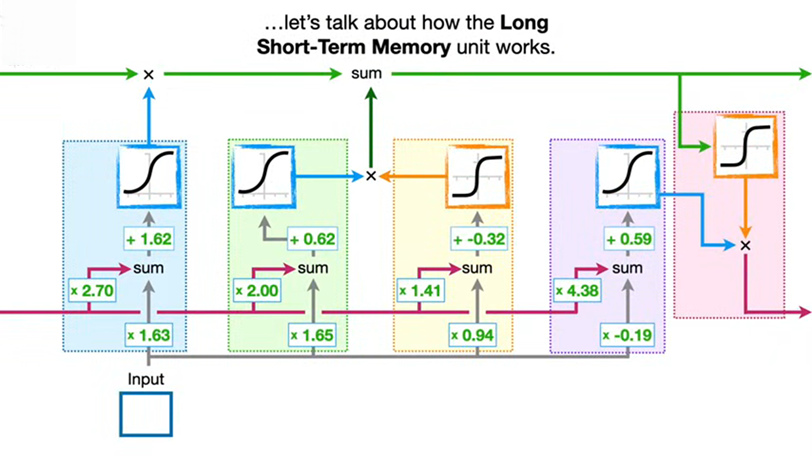 ...let's talk about how the Long
Short-Term Memory unit works.
× sum
×
×
+ 1.62 + 0.62 + -0.32 + 0.59
sum sum sum sum
× 2.70 × 2.00 × 1.41 × 4.38
× 1.63 × 1.65 × 0.94 × -0.19
Input